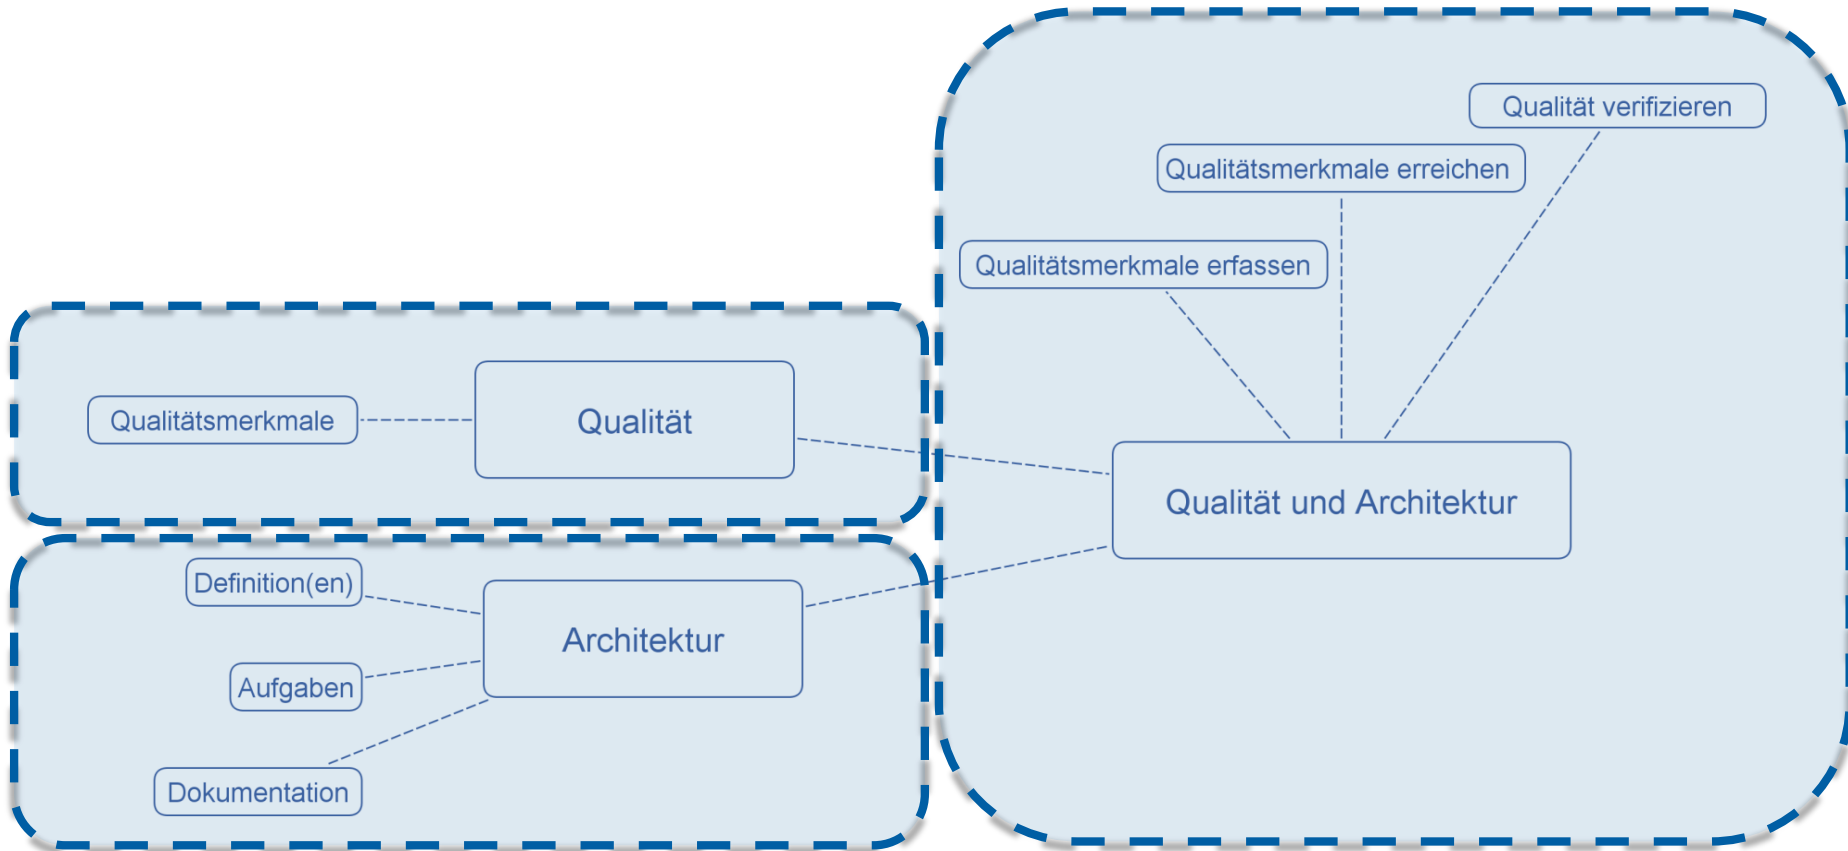 Qualität verifizieren
Qualitätsmerkmale erreichen
Qualitätsmerkmale erfassen
Qualitätsmerkmale
Qualität
Qualität und Architektur
Definition(en)
Architektur
Aufgaben
Dokumentation